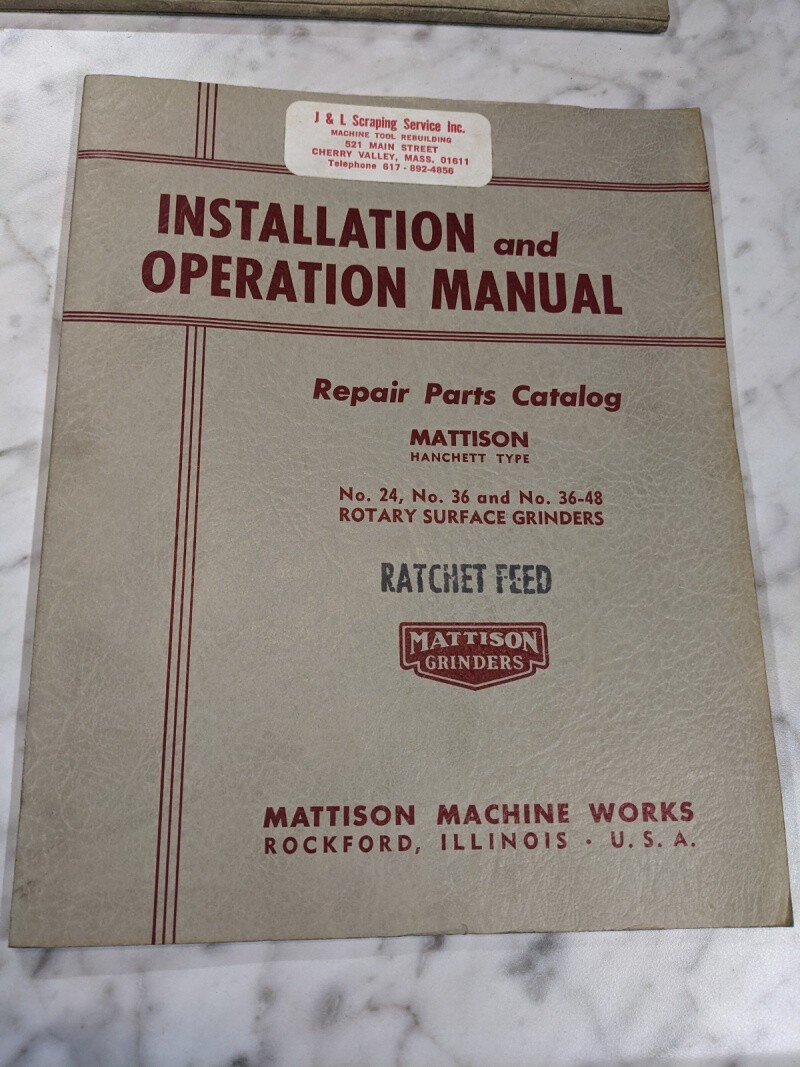 J & L Scraping Service Inc.
MACHINE TOOL REBUILDING
521 MAIN STREET
CHERRY VALLEY, MASS. 01611
Telephone 617 - 892-4856
INSTALLATION and
OPERATION MANUAL
Repair Parts Catalog
MATTISON
HANCHETT TYPE
No. 24, No. 36 and No. 36-48
ROTARY SURFACE GRINDERS
RATCHET FEED
MATTISON
GRINDERS
MATTISON MACHINE WORKS
ROCKFORD, ILLINOIS · U. S. A.